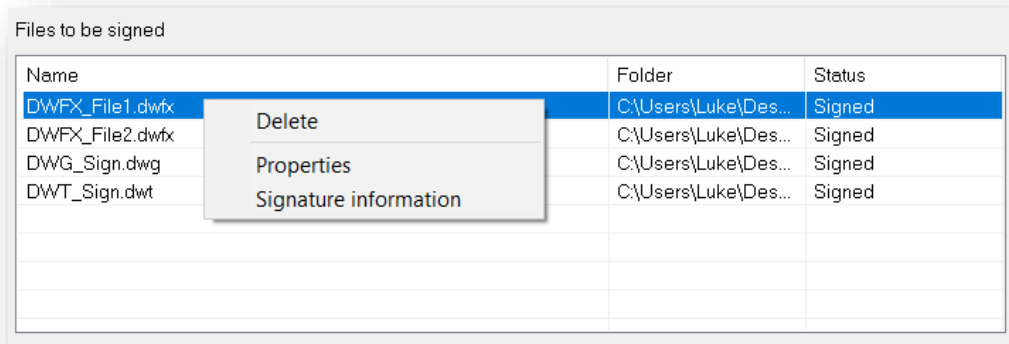 Files to be signed
Name Folder Status
DWFX_File1.dwfx C:\Users\Luke\Des... Signed
DWFX_File2.dwfx C:\Users\Luke\Des... Signed
DWG_Sign.dwg C:\Users\Luke\Des... Signed
DWT_Sign.dwt C:\Users\Luke\Des... Signed
Delete
Properties
Signature information